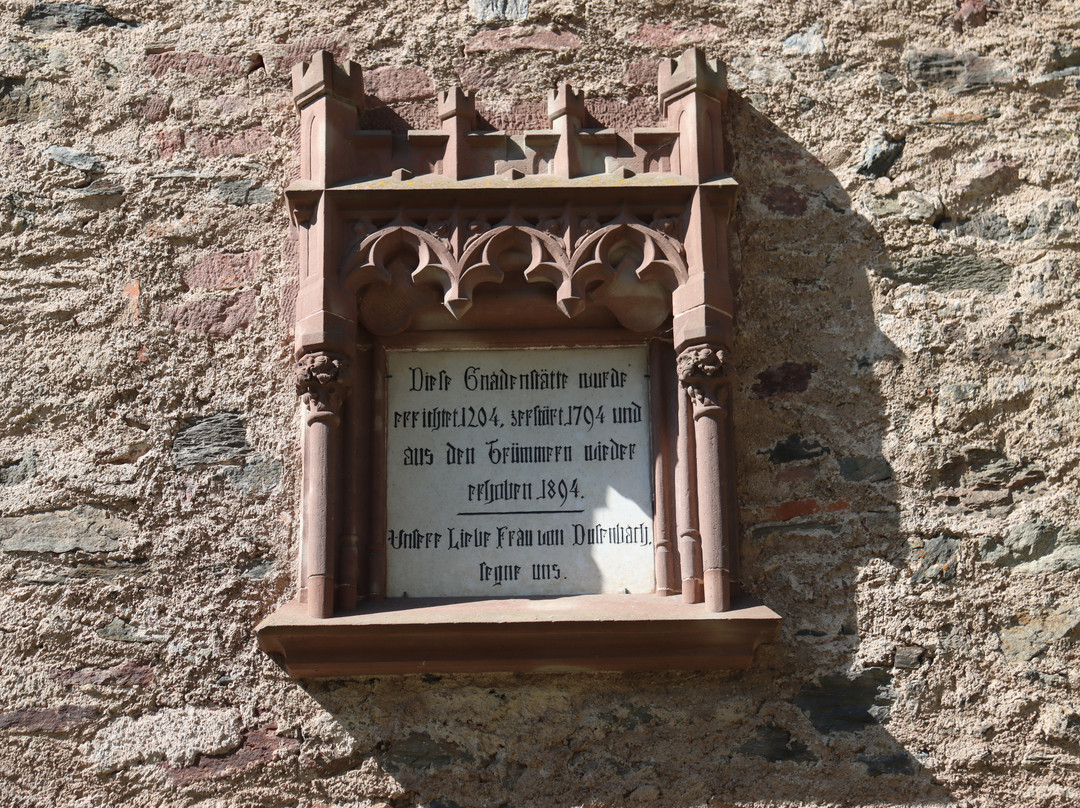 Diese Gnadenstätte wurde
errichtet 1204, zerstört 1794 und
aus den Trümmern wieder
erhoben 1894.
Unsere Liebe Frau von Dusenbach,
segne uns.